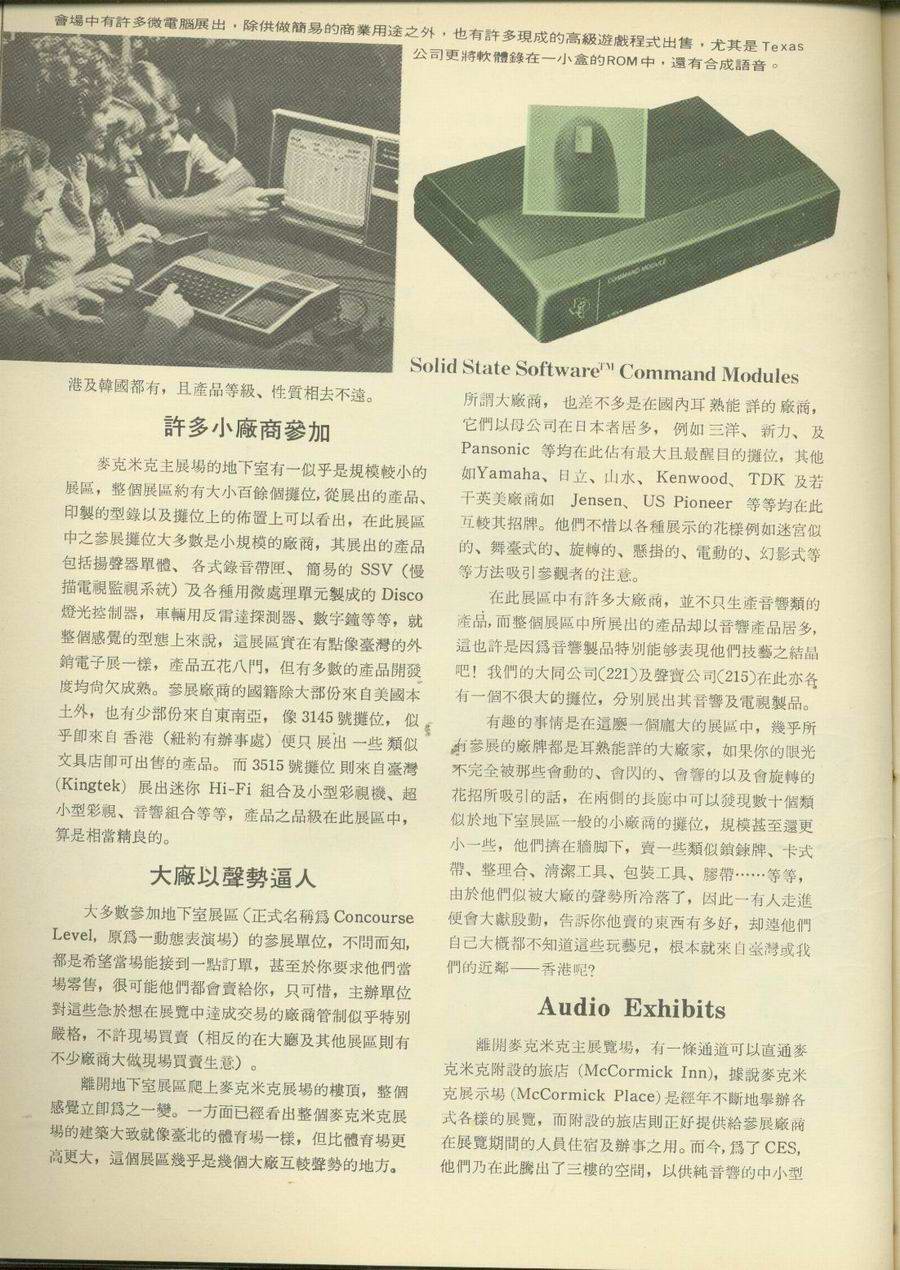 會場中有許多微電腦展出，除供做簡易的商業用途之外，也有許多現成的高級遊戲程式出售，尤其是Texas
公司更將軟體錄在一小盒的ROM中，還有合成語音。
COMMAND MODULE
Solid State Software™ Command Modules
港及韓國都有，且產品等級、性質相去不遠。
許多小廠商參加
麥克米克主展場的地下室有一似乎是規模較小的
展區，整個展區約有大小百餘個攤位，從展出的產品、
印製的型錄以及攤位上的佈置上可以看出，在此展區
中之參展攤位大多數是小規模的廠商，其展出的產品
包括揚聲器單體、各式錄音帶匣、簡易的 SSV（慢
描電視監視系統）及各種用微處理單元製成的 Disco
燈光控制器，車輛用反雷達探測器、數字鐘等等，就
整個感覺的型態上來說，這展區實在有點像臺灣的外
銷電子展一樣，產品五花八門，但有多數的產品開發
度均尙欠成熟。參展廠商的國籍除大部份來自美國本
土外，也有少部份來自東南亞，像 3145 號攤位，似
乎卽來自香港（紐約有辦事處）便只展出一些類似
文具店卽可出售的產品。而 3515 號攤位則來自臺灣
(Kingtek) 展出迷你 Hi-Fi 組合及小型彩視機、超
小型彩視、音響組合等等，產品之品級在此展區中，
算是相當精良的。
大廠以聲勢逼人
大多數參加地下室展區（正式名稱爲 Concourse
Level, 原爲一動態表演場）的參展單位，不問而知,
都是希望當場能接到一點訂單，甚至於你要求他們當
場零售，很可能他們都會賣給你，只可惜，主辦單位
對這些急於想在展覽中達成交易的廠商管制似乎特別
嚴格，不許現場買賣（相反的在大廳及其他展區則有
不少廠商大做現場買賣生意）。
離開地下室展區爬上麥克米克展場的樓頂，整個
感覺立卽爲之一變。一方面已經看出整個麥克米克展
場的建築大致就像臺北的體育場一樣，但比體育場更
高更大，這個展區幾乎是幾個大廠互較聲勢的地方。
所謂大廠商，也差不多是在國內耳熟能詳的廠商，
它們以母公司在日本者居多，例如三洋、新力、及
Pansonic 等均在此佔有最大且最醒目的攤位，其他
如Yamaha、日立、山水、Kenwood、TDK 及若
干英美廠商如 Jensen、US Pioneer 等等均在此
互較其招牌。他們不惜以各種展示的花樣例如迷宮似
的、舞臺式的、旋轉的、懸掛的、電動的、幻影式等
等方法吸引參觀者的注意。
在此展區中有許多大廠商，並不只生產音響類的
產品，而整個展區中所展出的產品却以音響產品居多,
這也許是因爲音響製品特別能够表現他們技藝之結晶
吧！我們的大同公司(221)及聲寶公司(215)在此亦各
有一個不很大的攤位，分別展出其音響及電視製品。
有趣的事情是在這麽一個龐大的展區中，幾乎所
有參展的廠牌都是耳熟能詳的大廠家，如果你的眼光
不完全被那些會動的、會閃的、會響的以及會旋轉的
花招所吸引的話，在兩側的長廊中可以發現數十個類
似於地下室展區一般的小廠商的攤位，規模甚至還更
小一些，他們擠在牆脚下，賣一些類似鎖鍊牌、卡式
帶、整理合、淸潔工具、包裝工具、膠帶……等等，
由於他們似被大廠的聲勢所冷落了，因此一有人走進
便會大獻殷勤，告訴你他賣的東西有多好，却遠他們
自己大概都不知道這些玩藝兒，根本就來自臺灣或我
們的近鄰——香港呢?
Audio Exhibits
離開麥克米克主展覽場，有一條通道可以直通麥
克米克附設的旅店 (McCormick Inn)，據說麥克米
克展示場 (McCormick Place) 是經年不斷地擧辦各
式各樣的展覽，而附設的旅店則正好提供給參展廠商
在展覽期間的人員住宿及辦事之用。而今，爲了 CES,
他們乃在此騰出了三樓的空間，以供純音響的中小型